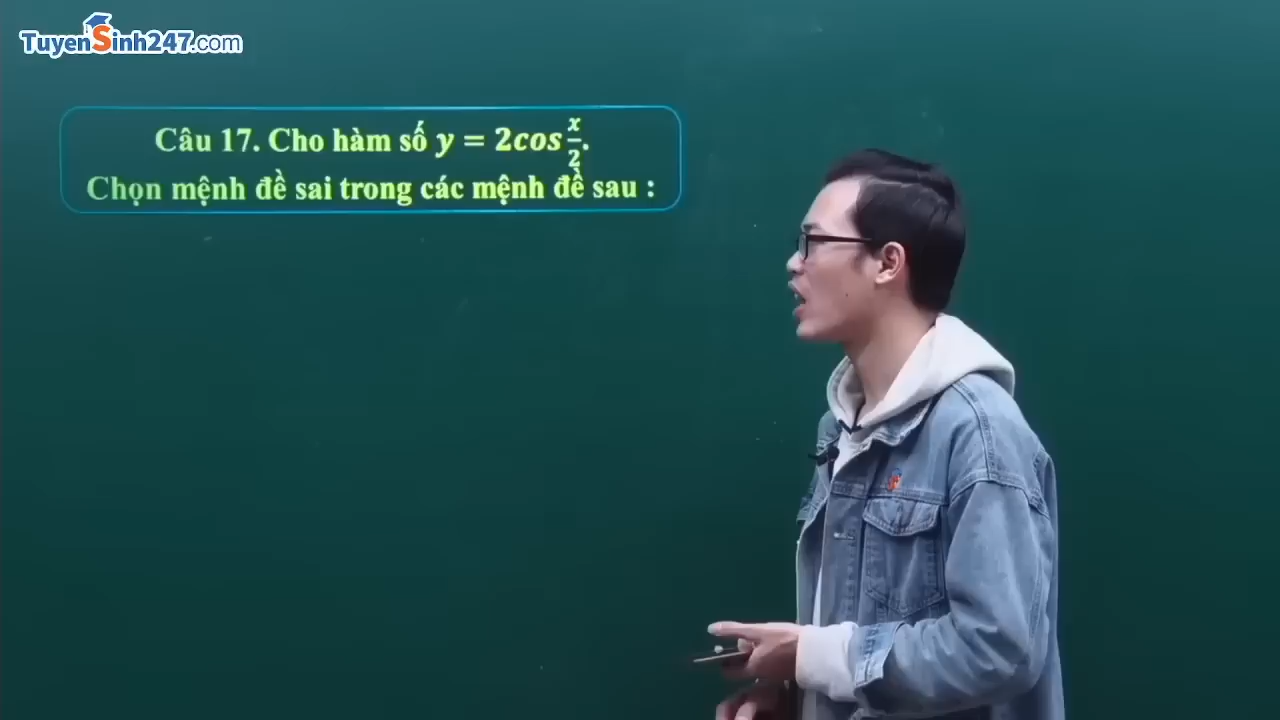 TuyenSinh247.com
Câu 17. Cho hàm số y = 2cos x/2.
Chọn mệnh đề sai trong các mệnh đề sau :